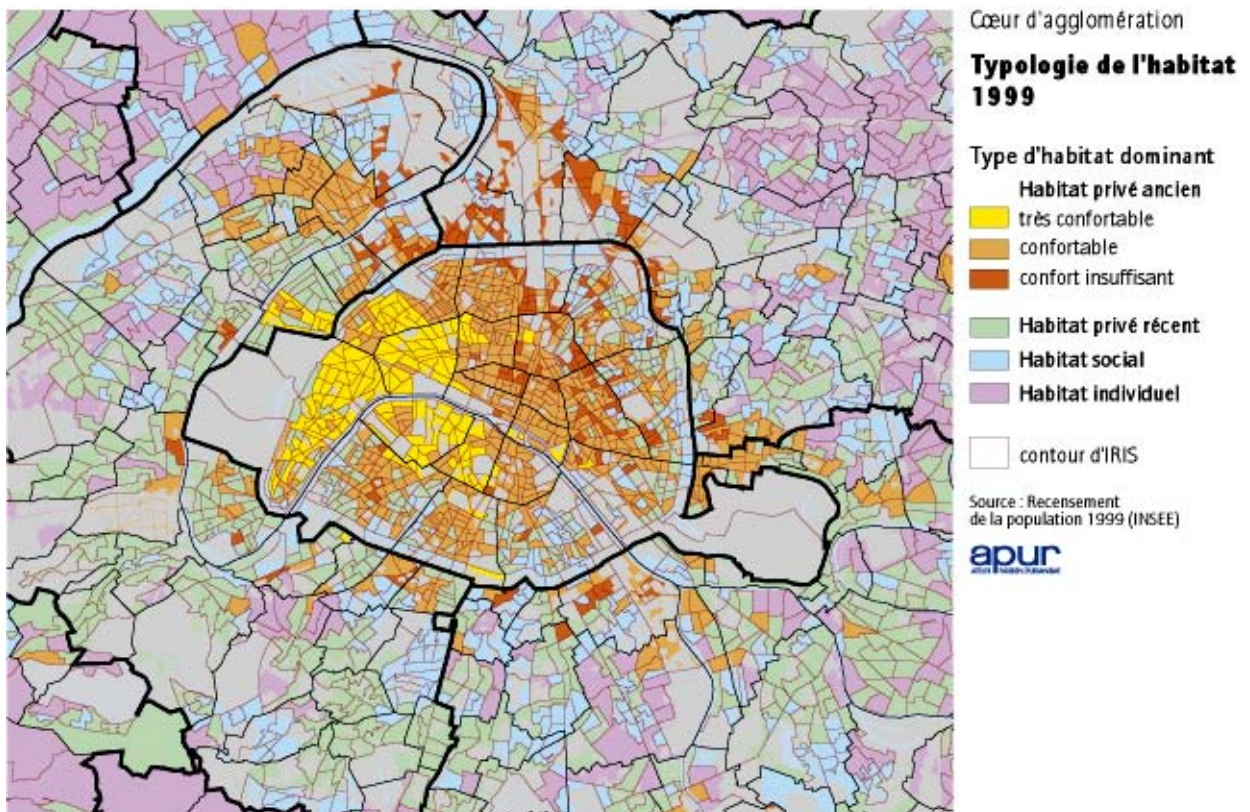 Cœur d'agglomération
Typologie de l'habitat
1999
Type d'habitat dominant
Habitat privé ancien
très confortable
confortable
confort insuffisant
Habitat privé récent
Habitat social
Habitat individuel
contour d'IRIS
Source : Recensement
de la population 1999 (INSEE)
apur